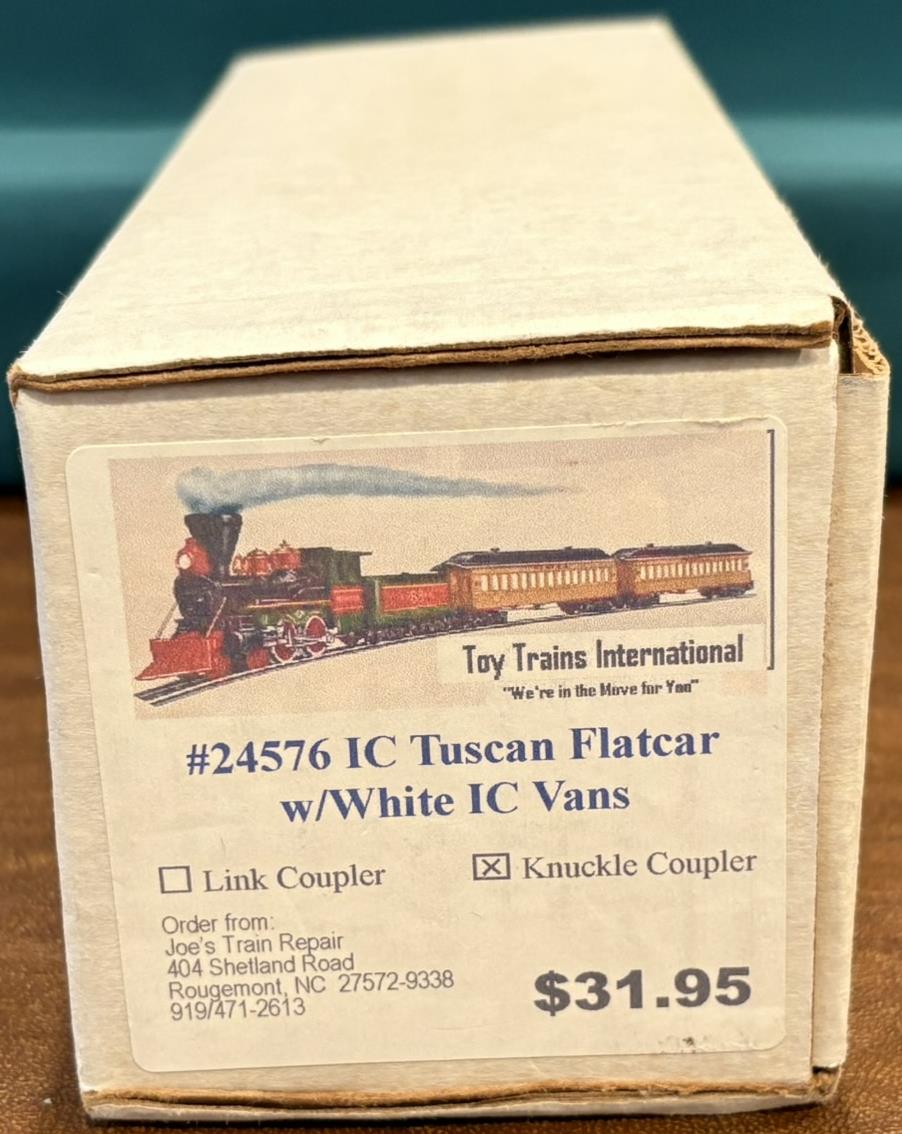 Toy Trains International
"We're in the Move for You"
#24576 IC Tuscan Flatcar
w/White IC Vans
☐ Link Coupler
☒ Knuckle Coupler
Order from:
Joe's Train Repair
404 Shetland Road
Rougemont, NC 27572-9338
919/471-2613
$31.95